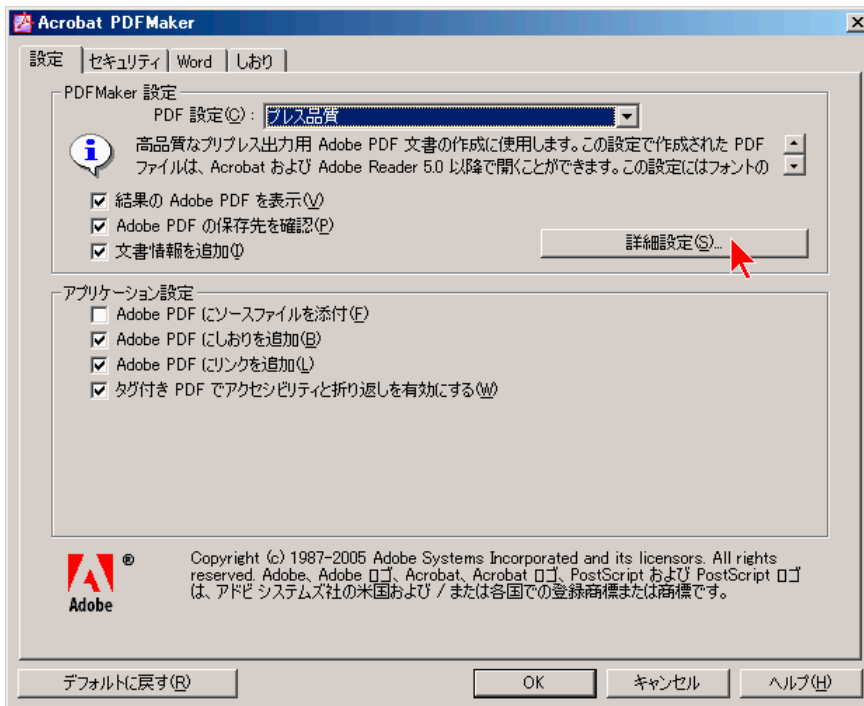 Acrobat PDFMaker
設定 セキュリティ Word しおり
PDFMaker 設定
PDF 設定(C): プレス品質
高品質なプリプレス出力用 Adobe PDF 文書の作成に使用します。この設定で作成された PDF
ファイルは、Acrobat および Adobe Reader 5.0 以降で開くことができます。この設定にはフォントの
結果の Adobe PDF を表示(V)
Adobe PDF の保存先を確認(P)
文書情報を追加(I)
詳細設定(S)...
アプリケーション設定
Adobe PDF にソースファイルを添付(F)
Adobe PDF にしおりを追加(B)
Adobe PDF にリンクを追加(L)
タグ付き PDF でアクセシビリティと折り返しを有効にする(W)
Copyright (c) 1987-2005 Adobe Systems Incorporated and its licensors. All rights
reserved. Adobe、Adobe ロゴ、Acrobat、Acrobat ロゴ、PostScript および PostScript ロゴ
は、アドビ システムズ社の米国および / または各国での登録商標または商標です。
Adobe
®
デフォルトに戻す(R) OK キャンセル ヘルプ(H)